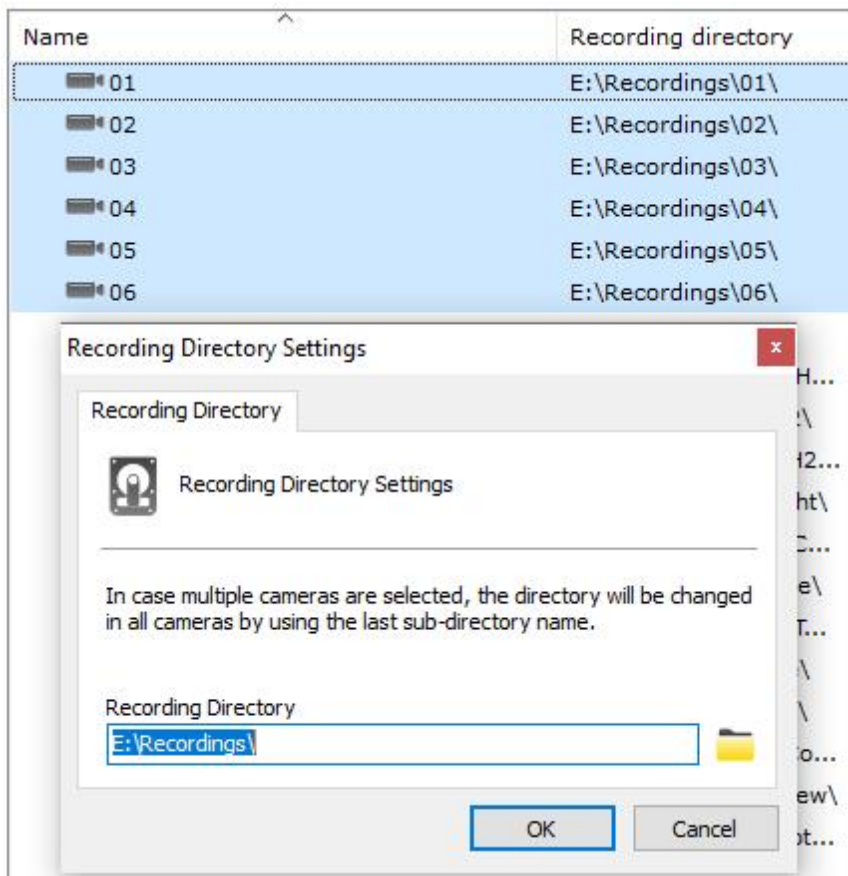 Name Recording directory
01 E:\Recordings\01\
02 E:\Recordings\02\
03 E:\Recordings\03\
04 E:\Recordings\04\
05 E:\Recordings\05\
06 E:\Recordings\06\
Recording Directory Settings
Recording Directory
Recording Directory Settings
In case multiple cameras are selected, the directory will be changed
in all cameras by using the last sub-directory name.
Recording Directory
E:\Recordings\
OK Cancel